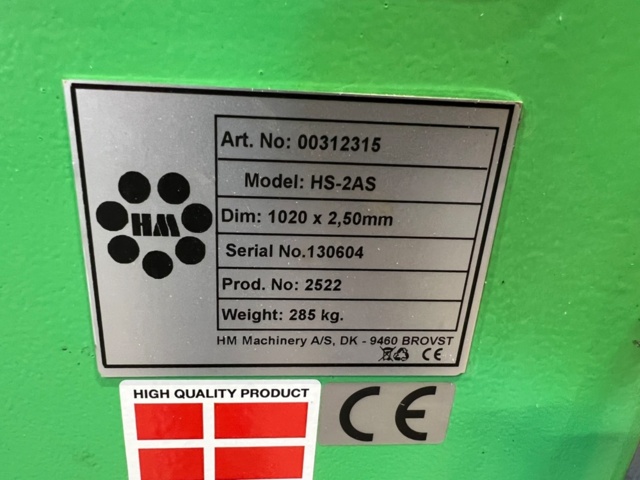 Art. No: 00312315
Model: HS-2AS
HM
Dim: 1020 x 2,50mm
Serial No.130604
Prod. No: 2522
Weight: 285 kg.
HM Machinery A/S, DK - 9460 BROVST
CE
HIGH QUALITY PRODUCT
CE